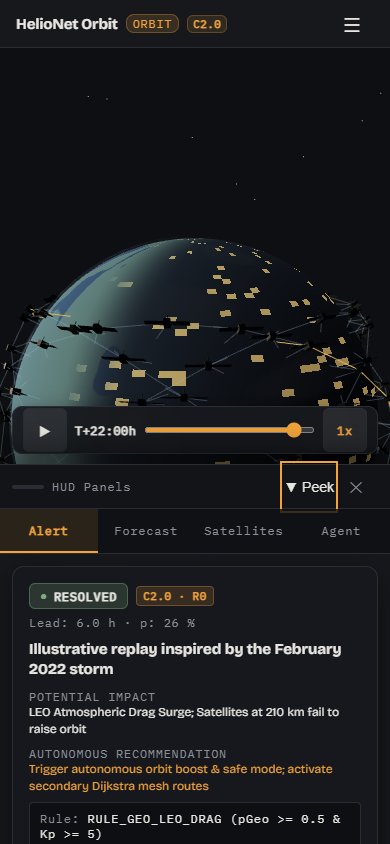 HelioNet Orbit ORBIT C2.0
T+22:00h 1x
HUD Panels ▼ Peek
Alert Forecast Satellites Agent
RESOLVED C2.0 · R0
Lead: 6.0 h · p: 26 %
Illustrative replay inspired by the February
2022 storm
POTENTIAL IMPACT
LEO Atmospheric Drag Surge; Satellites at 210 km fail to
raise orbit
AUTONOMOUS RECOMMENDATION
Trigger autonomous orbit boost & safe mode; activate
secondary Dijkstra mesh routes
Rule: RULE_GEO_LEO_DRAG (pGeo >= 0.5 &
Kp >= 5)